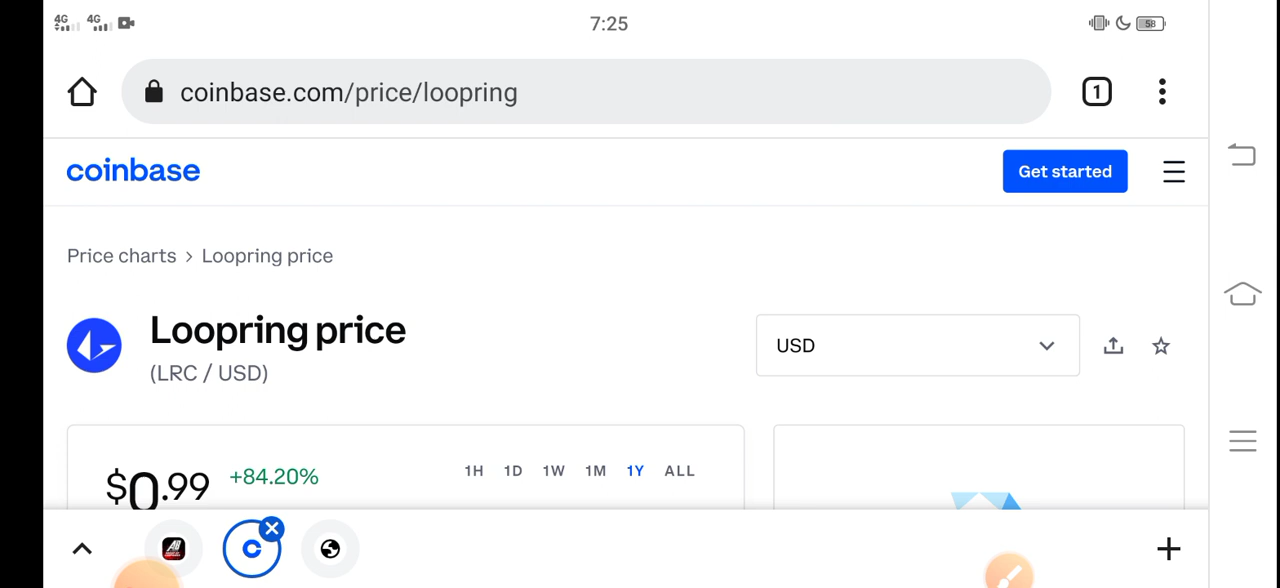 4G 4G 7:25 58
coinbase.com/price/loopring 1
coinbase Get started
Price charts > Loopring price
Loopring price
(LRC / USD)
USD
$0.99 +84.20% 1H 1D 1W 1M 1Y ALL